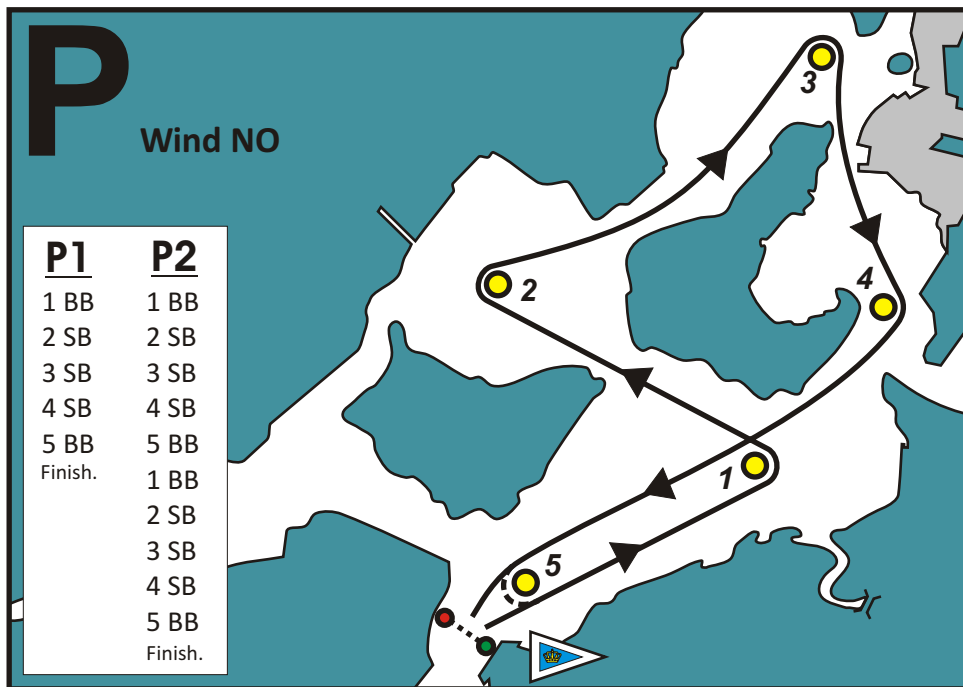 P
Wind NO
P1
1 BB
2 SB
3 SB
4 SB
5 BB
Finish.
P2
1 BB
2 SB
3 SB
4 SB
5 BB
1 BB
2 SB
3 SB
4 SB
5 BB
Finish.
3
2
4
1
5